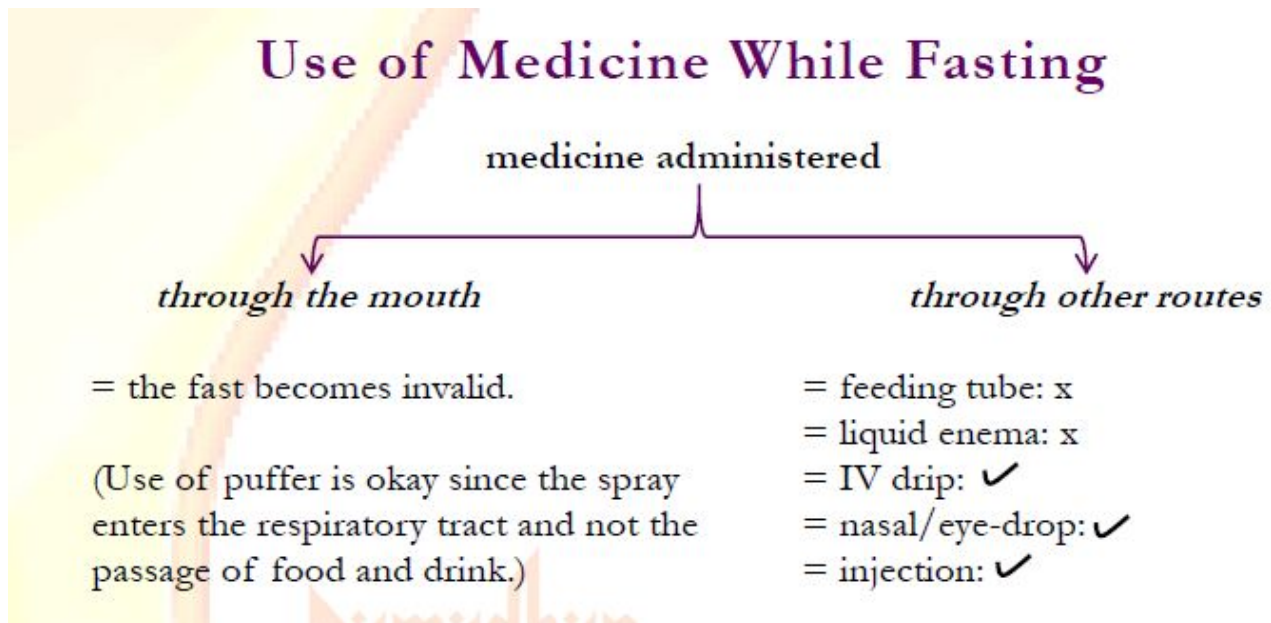 Use of Medicine While Fasting
medicine administered
through the mouth
= the fast becomes invalid.
(Use of puffer is okay since the spray
enters the respiratory tract and not the
passage of food and drink.)
through other routes
= feeding tube: x
= liquid enema: x
= IV drip: ✓
= nasal/eye-drop: ✓
= injection: ✓